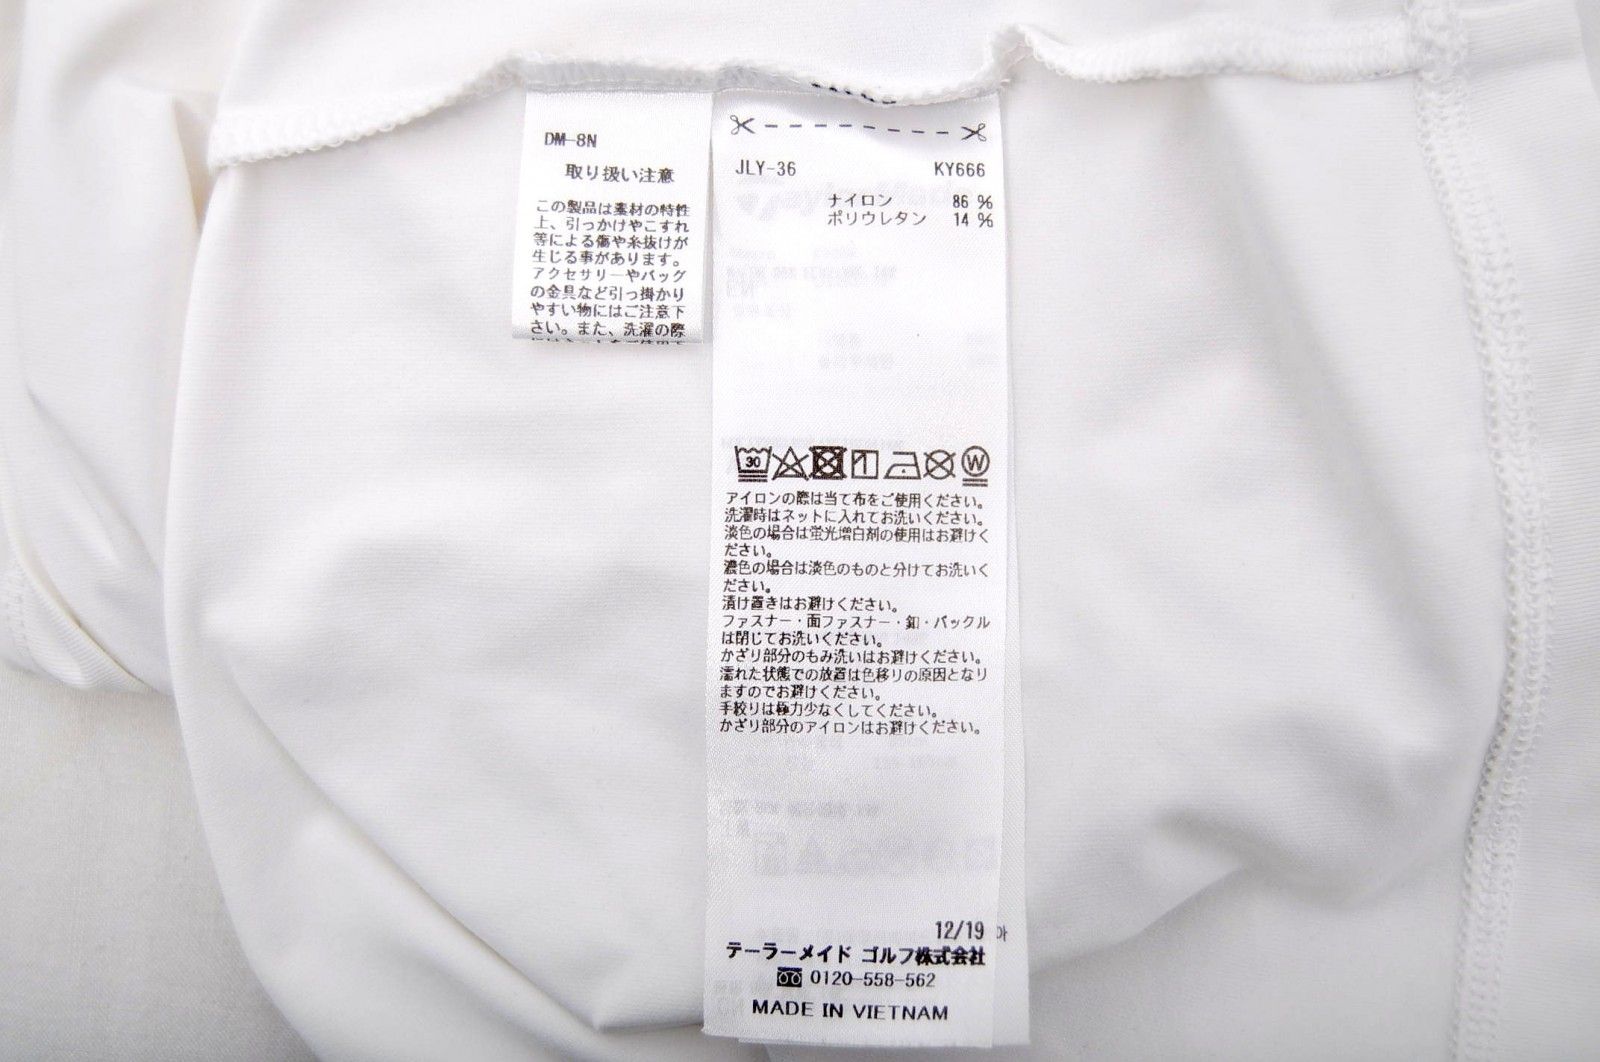 DM-8N
取り扱い注意
この製品は素材の特性
上、引っかけやこすれ
等による傷や糸抜けが
生じる事があります。
アクセサリーやバッグ
の金具など引っ掛かり
やすい物にはご注意下
さい。また、洗濯の際
JLY-36 KY666
ナイロン 86 %
ポリウレタン 14 %
30
W
アイロンの際は当て布をご使用ください。
洗濯時はネットに入れてお洗いください。
淡色の場合は蛍光増白剤の使用はお避けく
ださい。
濃色の場合は淡色のものと分けてお洗いく
ださい。
漬け置きはお避けください。
ファスナー・面ファスナー・釦・バックル
は閉じてお洗いください。
かざり部分のもみ洗いはお避けください。
濡れた状態での放置は色移りの原因となり
ますのでお避けください。
手絞りは極力少なくしてください。
かざり部分のアイロンはお避けください。
12/19
テーラーメイド ゴルフ株式会社
0120-558-562
MADE IN VIETNAM